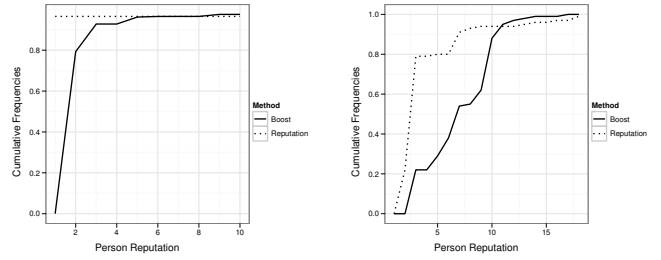 Cumulative Frequencies
0.8
0.6
0.4
0.2
0.0
2
4
6
8
10
Person Reputation
Method
Boost
Reputation
Cumulative Frequencies
1.0
0.8
0.6
0.4
0.2
0.0
5
10
15
Person Reputation
Method
Boost
Reputation